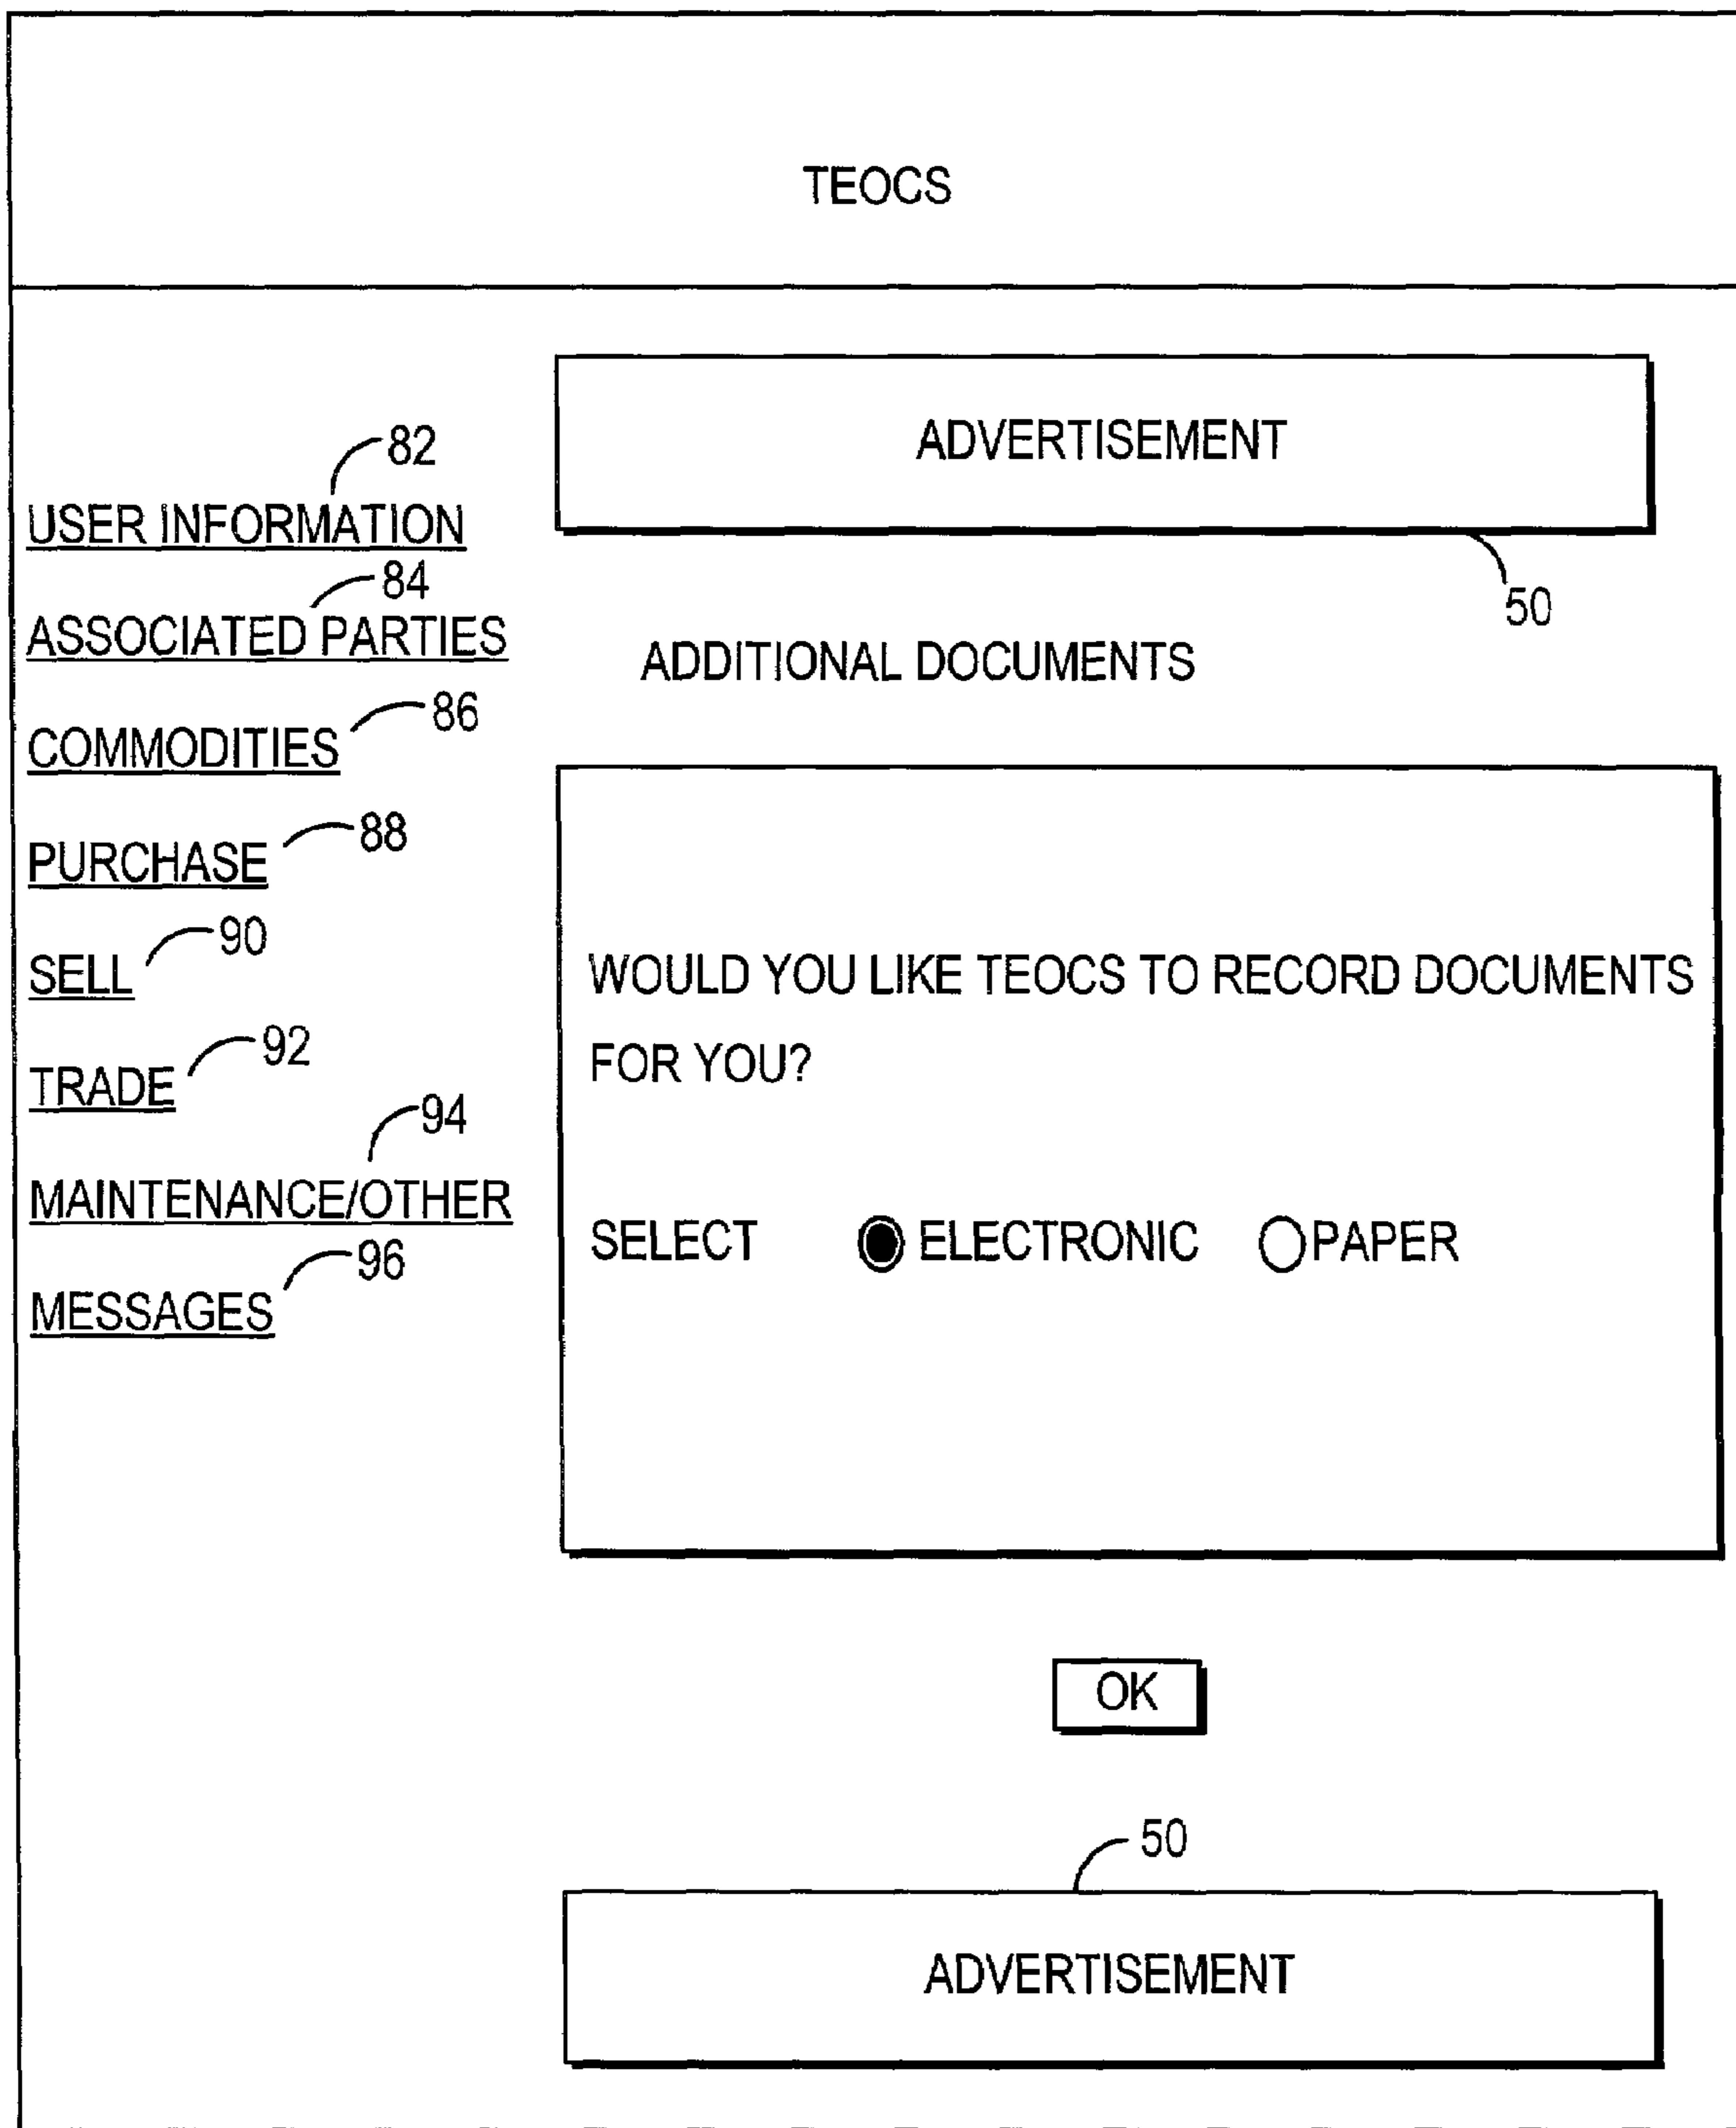 TEOCS
ADVERTISEMENT
50
82
USER INFORMATION
84
ASSOCIATED PARTIES
86
COMMODITIES
88
PURCHASE
90
SELL
92
TRADE
94
MAINTENANCE/OTHER
96
MESSAGES
ADDITIONAL DOCUMENTS
WOULD YOU LIKE TEOCS TO RECORD DOCUMENTS
FOR YOU?
SELECT ELECTRONIC PAPER
OK
50
ADVERTISEMENT